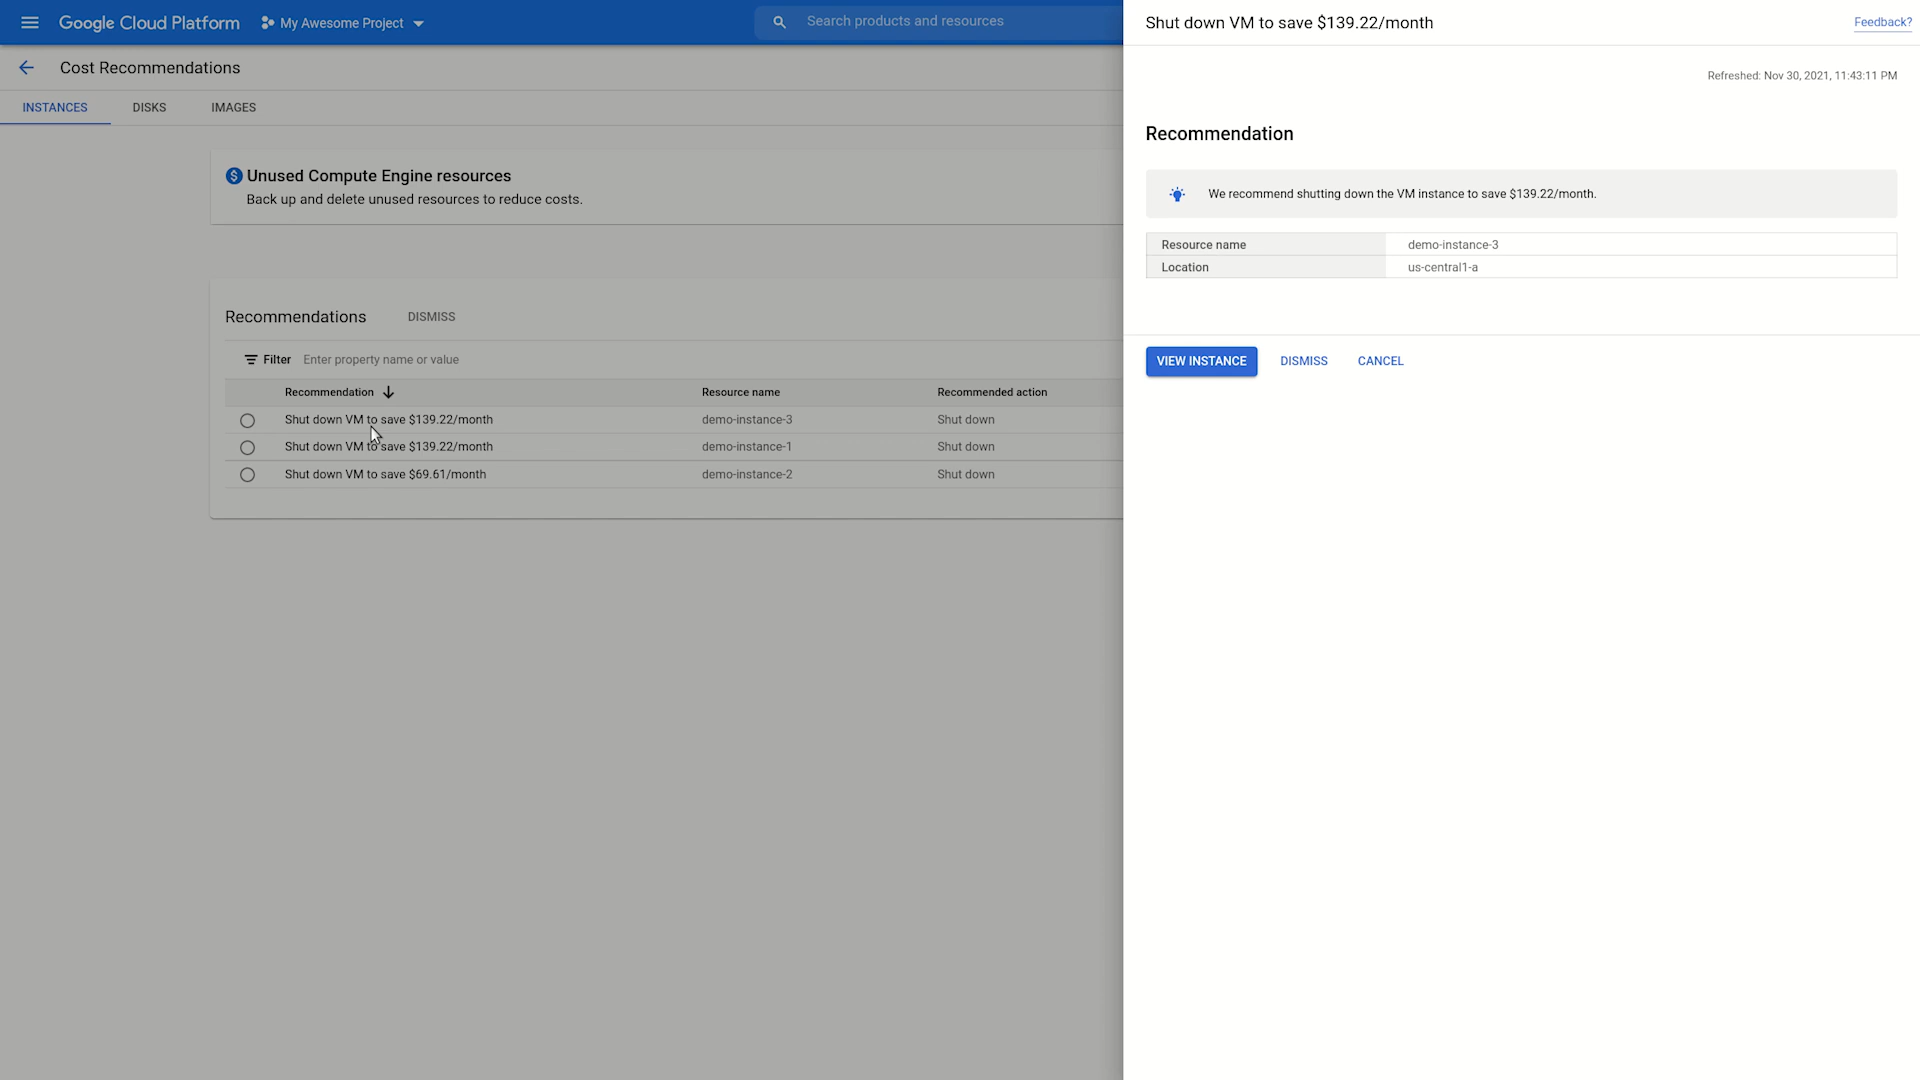 Google Cloud Platform My Awesome Project Search products and resources
Cost Recommendations
INSTANCES DISKS IMAGES
Unused Compute Engine resources
Back up and delete unused resources to reduce costs.
Recommendations DISMISS
Filter Enter property name or value
Recommendation Resource name Recommended action
Shut down VM to save $139.22/month demo-instance-3 Shut down
Shut down VM to save $139.22/month demo-instance-1 Shut down
Shut down VM to save $69.61/month demo-instance-2 Shut down
Shut down VM to save $139.22/month Feedback?
Refreshed: Nov 30, 2021, 11:43:11 PM
Recommendation
We recommend shutting down the VM instance to save $139.22/month.
Resource name demo-instance-3
Location us-central1-a
VIEW INSTANCE DISMISS CANCEL